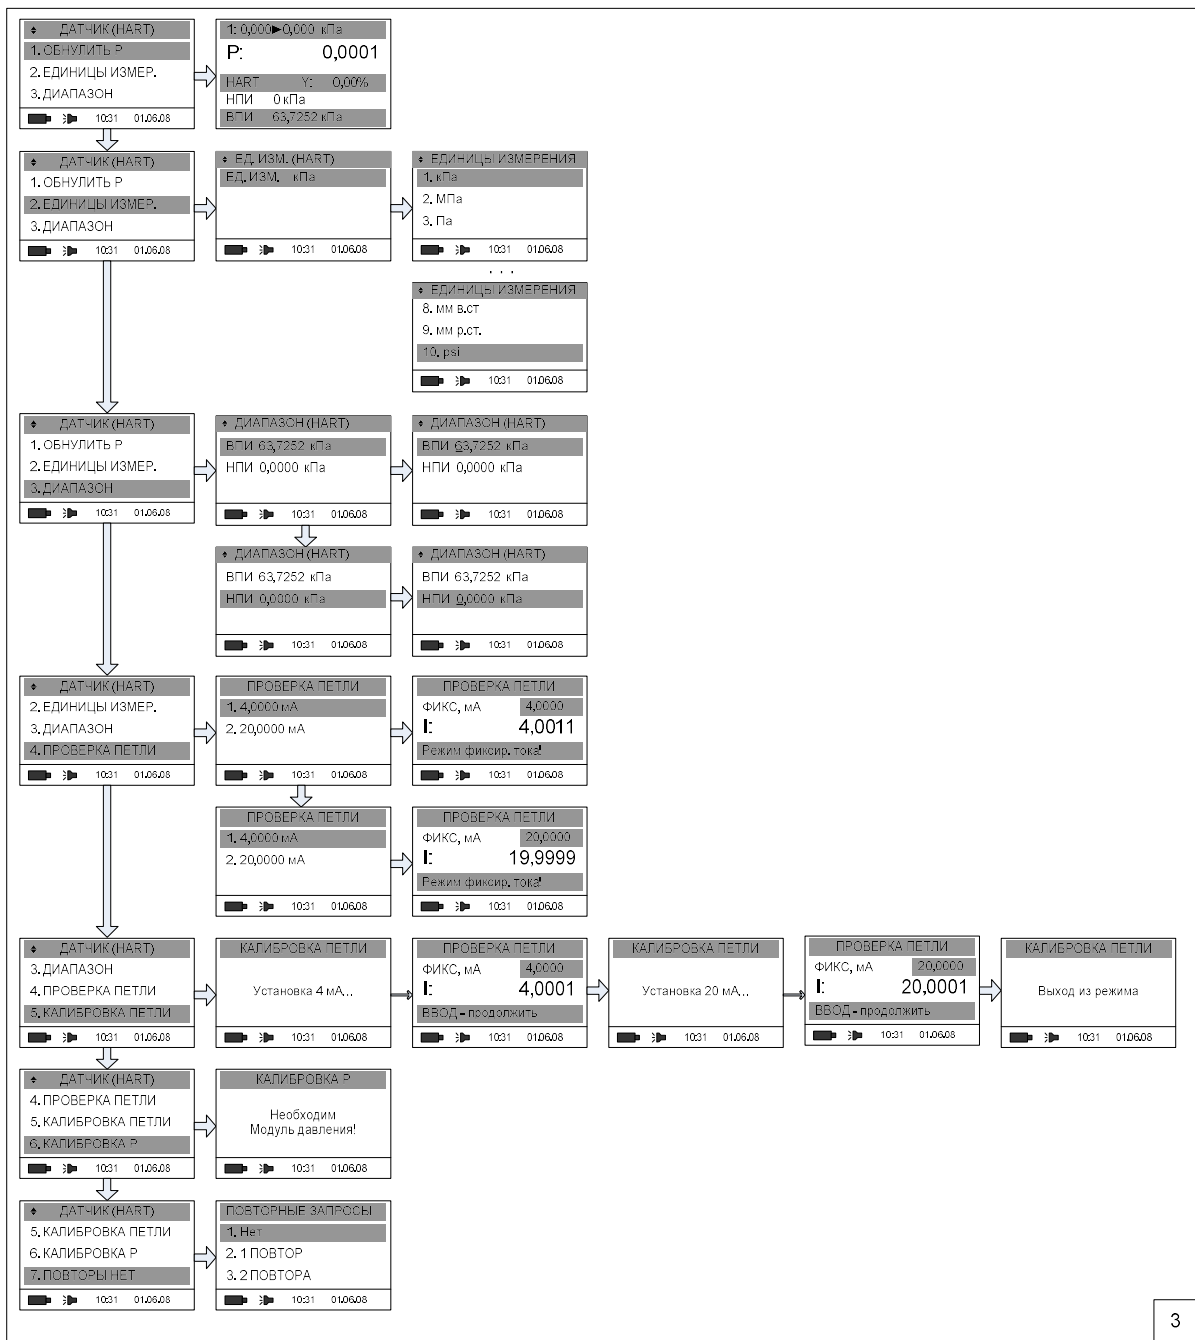 ДАТЧИК (HART)
1. ОБНУЛИТЬ Р
2. ЕДИНИЦЫ ИЗМЕР.
3. ДИАПАЗОН
10:31 01.06.08
1: 0,000►0,000 кПа
Р: 0,0001
HART Y: 0,00%
НПИ 0 кПа
ВПИ 63,7252 кПа
ДАТЧИК (HART)
1. ОБНУЛИТЬ Р
2. ЕДИНИЦЫ ИЗМЕР.
3. ДИАПАЗОН
10:31 01.06.08
ЕД. ИЗМ. (HART)
ЕД. ИЗМ. кПа
10:31 01.06.08
ЕДИНИЦЫ ИЗМЕРЕНИЯ
1. кПа
2. МПа
3. Па
10:31 01.06.08
. . .
ЕДИНИЦЫ ИЗМЕРЕНИЯ
8. мм в.ст
9. мм р.ст.
10. psi
10:31 01.06.08
ДАТЧИК (HART)
1. ОБНУЛИТЬ Р
2. ЕДИНИЦЫ ИЗМЕР.
3. ДИАПАЗОН
10:31 01.06.08
ДИАПАЗОН (HART)
ВПИ 63,7252 кПа
НПИ 0,0000 кПа
10:31 01.06.08
ДИАПАЗОН (HART)
ВПИ 63,7252 кПа
НПИ 0,0000 кПа
10:31 01.06.08
ДИАПАЗОН (HART)
ВПИ 63,7252 кПа
НПИ 0,0000 кПа
10:31 01.06.08
ДИАПАЗОН (HART)
ВПИ 63,7252 кПа
НПИ 0,0000 кПа
10:31 01.06.08
ДАТЧИК (HART)
2. ЕДИНИЦЫ ИЗМЕР.
3. ДИАПАЗОН
4. ПРОВЕРКА ПЕТЛИ
10:31 01.06.08
ПРОВЕРКА ПЕТЛИ
1. 4,0000 мА
2. 20,0000 мА
10:31 01.06.08
ПРОВЕРКА ПЕТЛИ
ФИКС, мА 4,0000
I: 4,0011
Режим фиксир. тока!
10:31 01.06.08
ПРОВЕРКА ПЕТЛИ
1. 4,0000 мА
2. 20,0000 мА
10:31 01.06.08
ПРОВЕРКА ПЕТЛИ
ФИКС, мА 20,0000
I: 19,9999
Режим фиксир. тока!
10:31 01.06.08
ДАТЧИК (HART)
3. ДИАПАЗОН
4. ПРОВЕРКА ПЕТЛИ
5. КАЛИБРОВКА ПЕТЛИ
10:31 01.06.08
КАЛИБРОВКА ПЕТЛИ
Установка 4 мА...
10:31 01.06.08
ПРОВЕРКА ПЕТЛИ
ФИКС, мА 4,0000
I: 4,0001
ВВОД - продолжить
10:31 01.06.08
КАЛИБРОВКА ПЕТЛИ
Установка 20 мА...
10:31 01.06.08
ПРОВЕРКА ПЕТЛИ
ФИКС, мА 20,0000
I: 20,0001
ВВОД - продолжить
10:31 01.06.08
КАЛИБРОВКА ПЕТЛИ
Выход из режима
10:31 01.06.08
ДАТЧИК (HART)
4. ПРОВЕРКА ПЕТЛИ
5. КАЛИБРОВКА ПЕТЛИ
6. КАЛИБРОВКА Р
10:31 01.06.08
КАЛИБРОВКА Р
Необходим
Модуль давления!
10:31 01.06.08
ДАТЧИК (HART)
5. КАЛИБРОВКА ПЕТЛИ
6. КАЛИБРОВКА Р
7. ПОВТОРЫ НЕТ
10:31 01.06.08
ПОВТОРНЫЕ ЗАПРОСЫ
1. Нет
2. 1 ПОВТОР
3. 2 ПОВТОРА
10:31 01.06.08
3